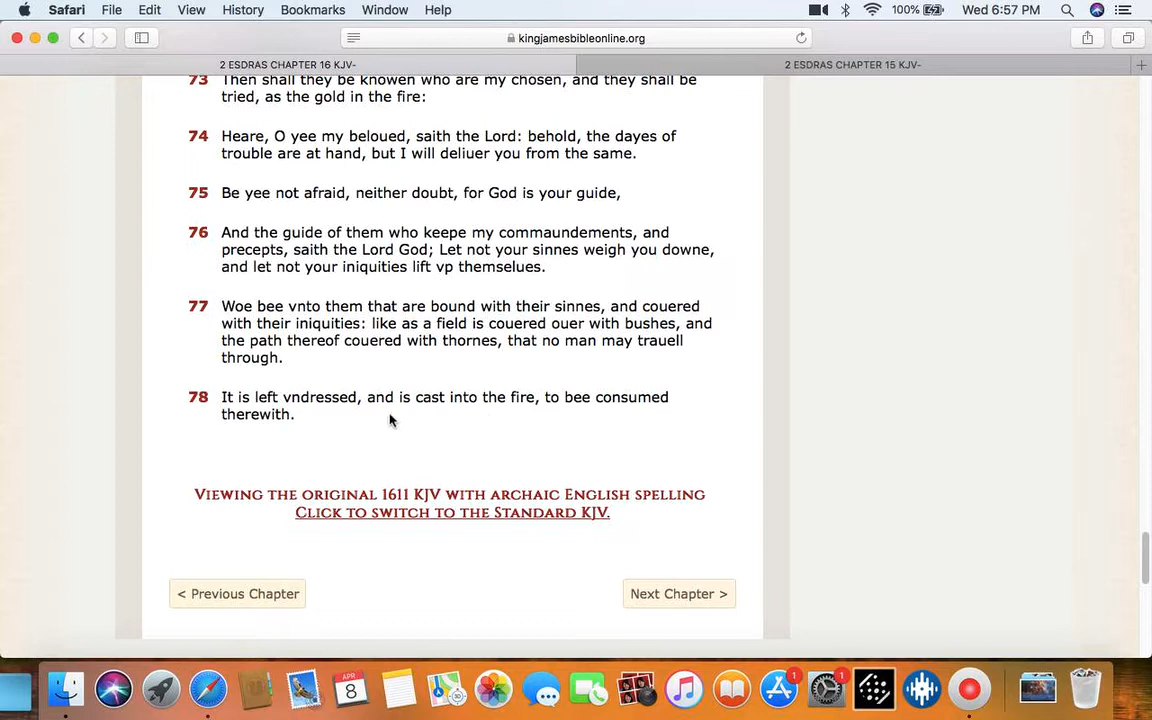 Safari File Edit View History Bookmarks Window Help 100% Wed 6:57 PM
kingjamesbibleonline.org
2 ESDRAS CHAPTER 16 KJV- 2 ESDRAS CHAPTER 15 KJV-
73 Then shall they be knowen who are my chosen, and they shall be
tried, as the gold in the fire:
74 Heare, O yee my beloued, saith the Lord: behold, the dayes of
trouble are at hand, but I will deliuer you from the same.
75 Be yee not afraid, neither doubt, for God is your guide,
76 And the guide of them who keepe my commaundements, and
precepts, saith the Lord God; Let not your sinnes weigh you downe,
and let not your iniquities lift vp themselues.
77 Woe bee vnto them that are bound with their sinnes, and couered
with their iniquities: like as a field is couered ouer with bushes, and
the path thereof couered with thornes, that no man may trauell
through.
78 It is left vndressed, and is cast into the fire, to bee consumed
therewith.
Viewing the original 1611 KJV with archaic English spelling
Click to switch to the Standard KJV.
< Previous Chapter Next Chapter >
APR
8
1
1